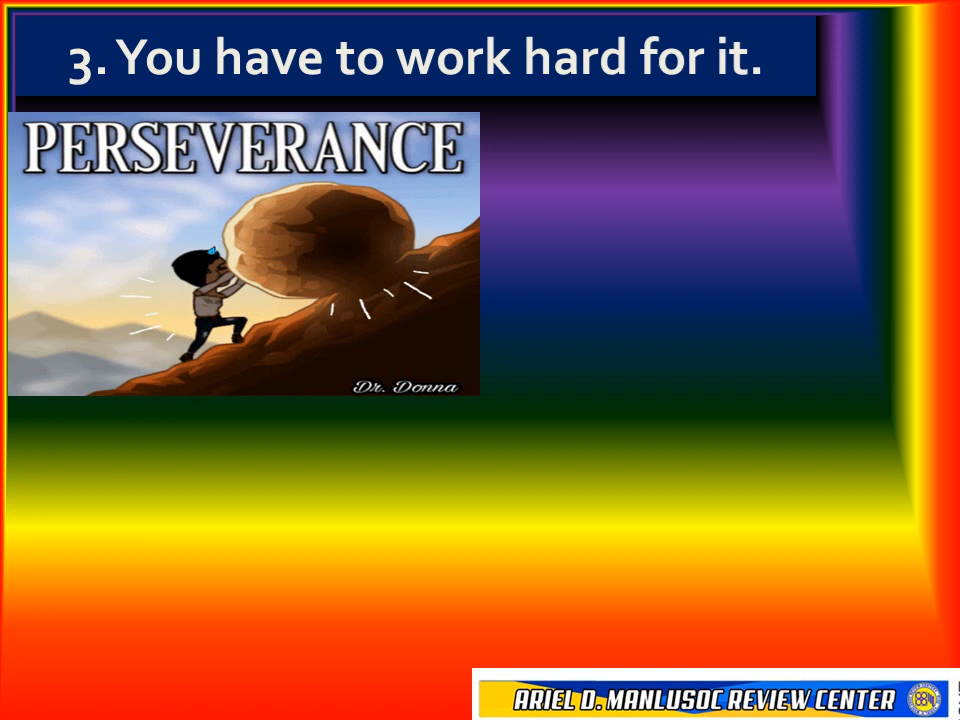 3. You have to work hard for it.
PERSEVERANCE
Dr. Donna
ARIEL D. MANLUSOC REVIEW CENTER